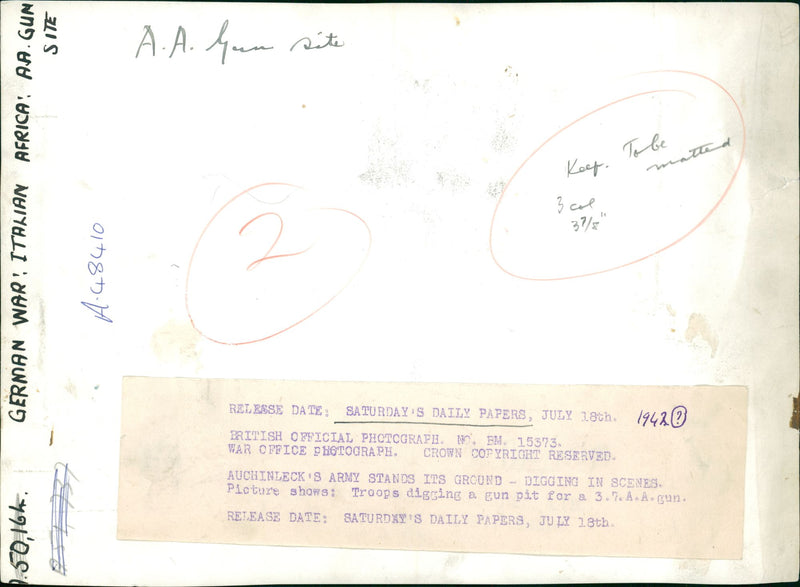 A.A. Gun site
Keep. To be
matted
3 col
3 7/8"
2
GERMAN WAR: ITALIAN AFRICA: A.A. GUN
SITE
A.48410
A.50,164.
RELEASE DATE: SATURDAY'S DAILY PAPERS, JULY 18th. 1942(?)
BRITISH OFFICIAL PHOTOGRAPH. NO. BM. 15373.
WAR OFFICE PHOTOGRAPH. CROWN COPYRIGHT RESERVED.
AUCHINLECK'S ARMY STANDS ITS GROUND - DIGGING IN SCENES.
Picture shows: Troops digging a gun pit for a 3.7.A.A.gun.
RELEASE DATE: SATURDAY'S DAILY PAPERS, JULY 18th.